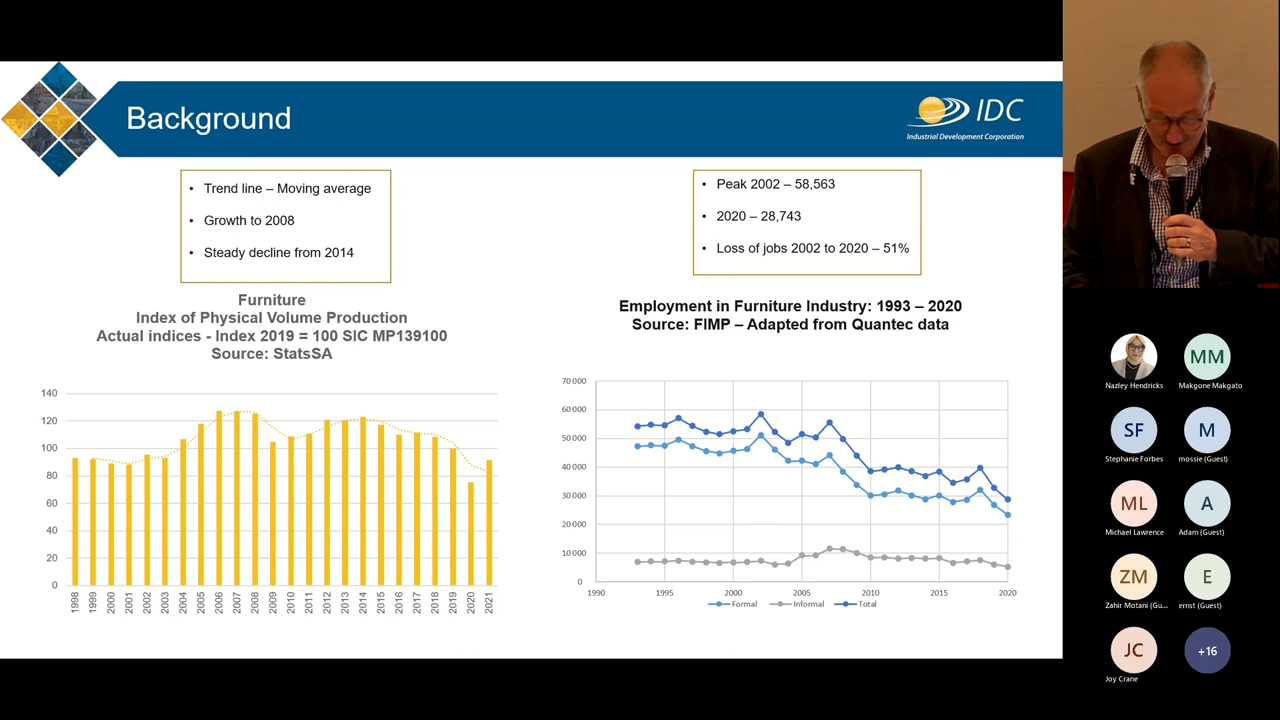 Background
IDC
Industrial Development Corporation
• Trend line – Moving average
• Growth to 2008
• Steady decline from 2014
• Peak 2002 – 58,563
• 2020 – 28,743
• Loss of jobs 2002 to 2020 – 51%
Furniture
Index of Physical Volume Production
Actual indices - Index 2019 = 100 SIC MP139100
Source: StatsSA
140
120
100
80
60
40
20
0
1998 1999 2000 2001 2002 2003 2004 2005 2006 2007 2008 2009 2010 2011 2012 2013 2014 2015 2016 2017 2018 2019 2020 2021
Employment in Furniture Industry: 1993 – 2020
Source: FIMP – Adapted from Quantec data
70 000
60 000
50 000
40 000
30 000
20 000
10 000
0
1990 1995 2000 2005 2010 2015 2020
Formal Informal Total
Nazley Hendricks
MM
Makgone Makgato
SF
Stephanie Forbes
M
mossie (Guest)
ML
Michael Lawrence
A
Adam (Guest)
ZM
Zahir Motani (Gu...
E
ernst (Guest)
JC
Joy Crane
+16